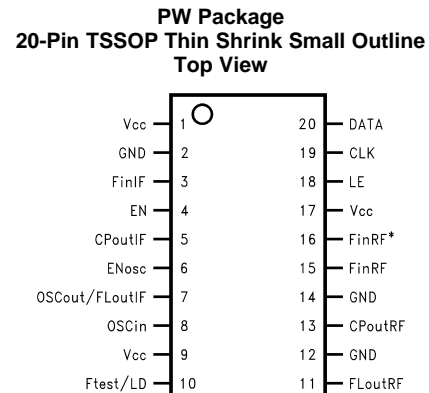 PW Package
20-Pin TSSOP Thin Shrink Small Outline
Top View
Vcc 1 20 DATA
GND 2 19 CLK
FinIF 3 18 LE
EN 4 17 Vcc
CPoutIF 5 16 FinRF*
ENosc 6 15 FinRF
OSCout/FLoutIF 7 14 GND
OSCin 8 13 CPoutRF
Vcc 9 12 GND
Ftest/LD 10 11 FLoutRF